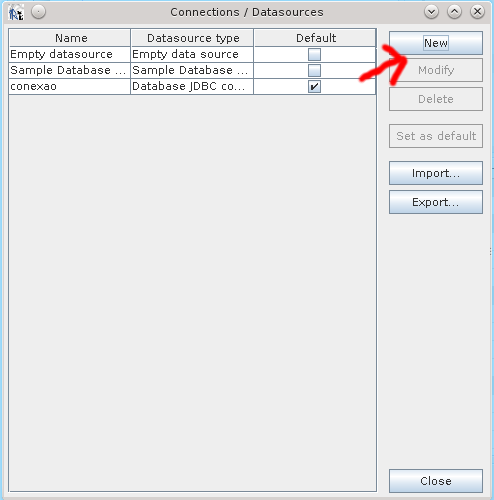 Connections / Datasources
Name Datasource type Default
Empty datasource Empty data source
Sample Database ... Sample Database ...
conexao Database JDBC co...
New
Modify
Delete
Set as default
Import...
Export...
Close